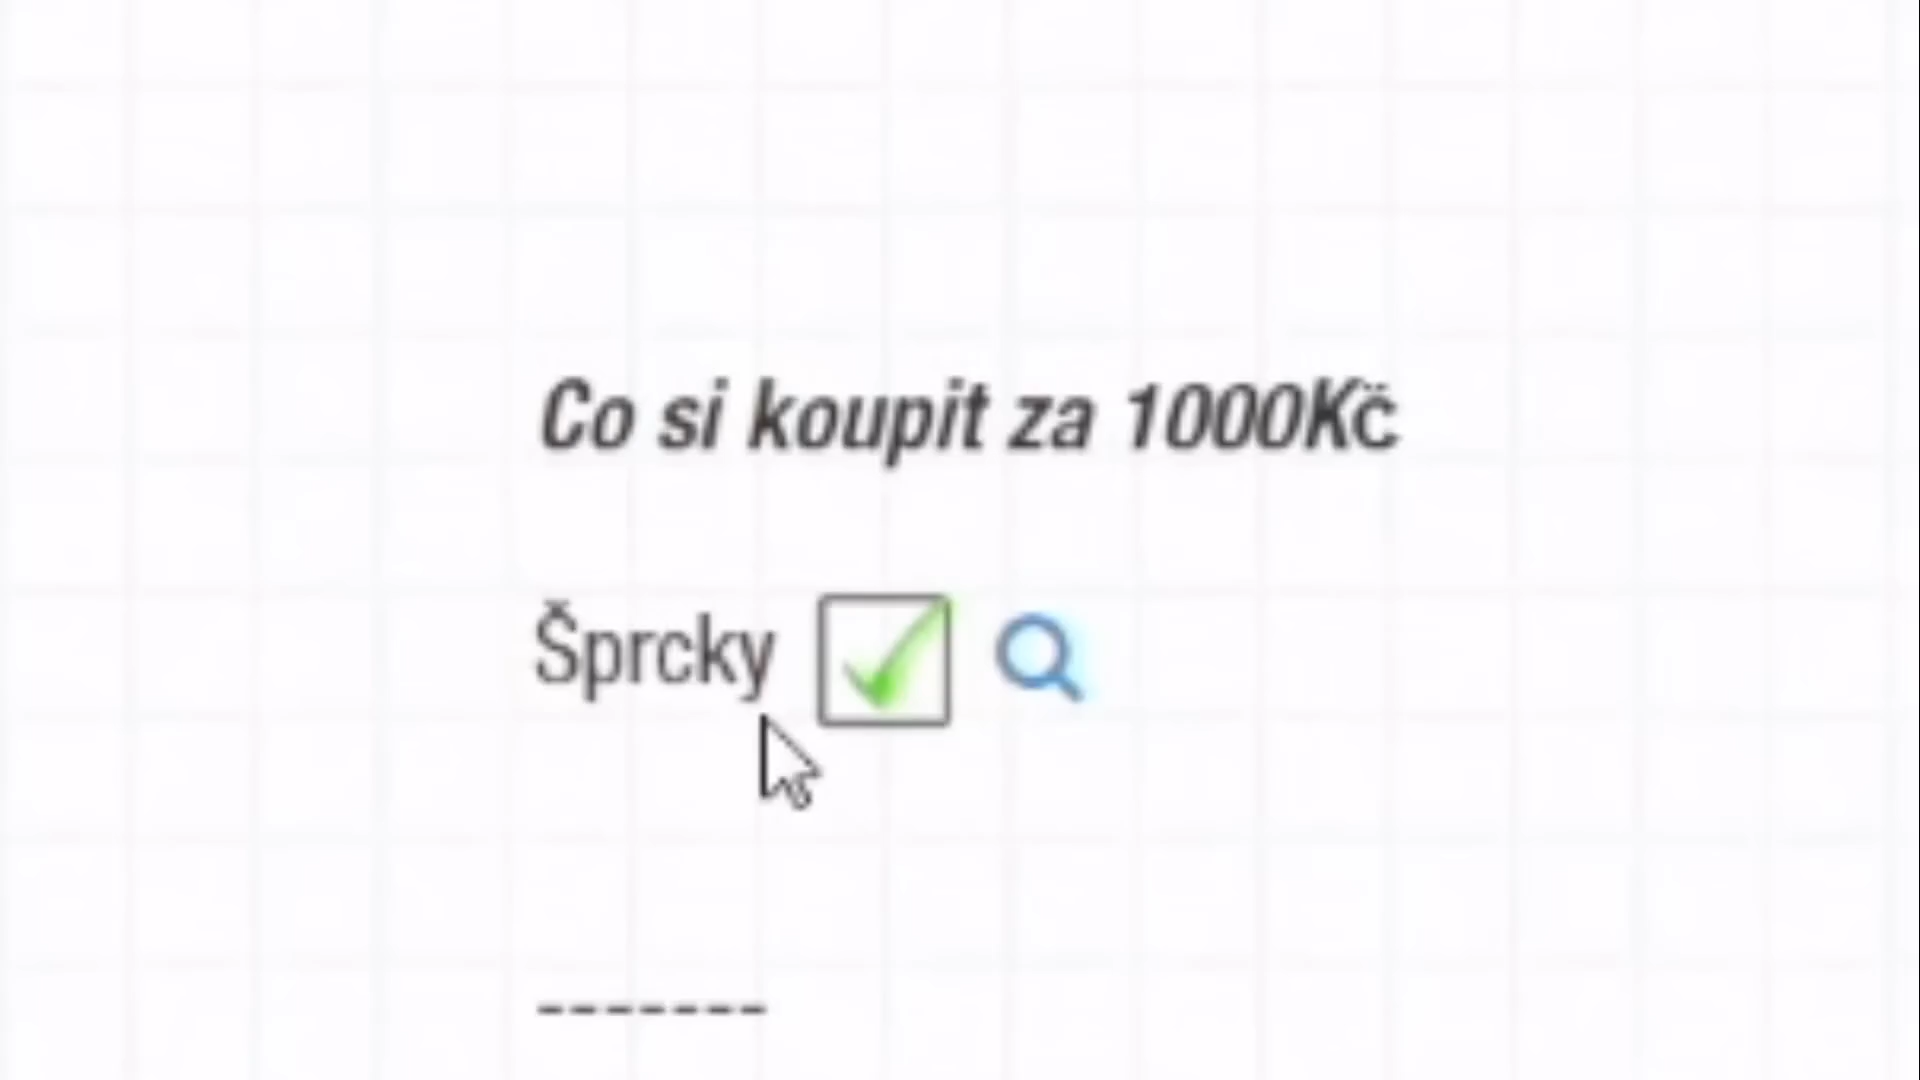 Co si koupit za 1000Kč
Šprcky
-------